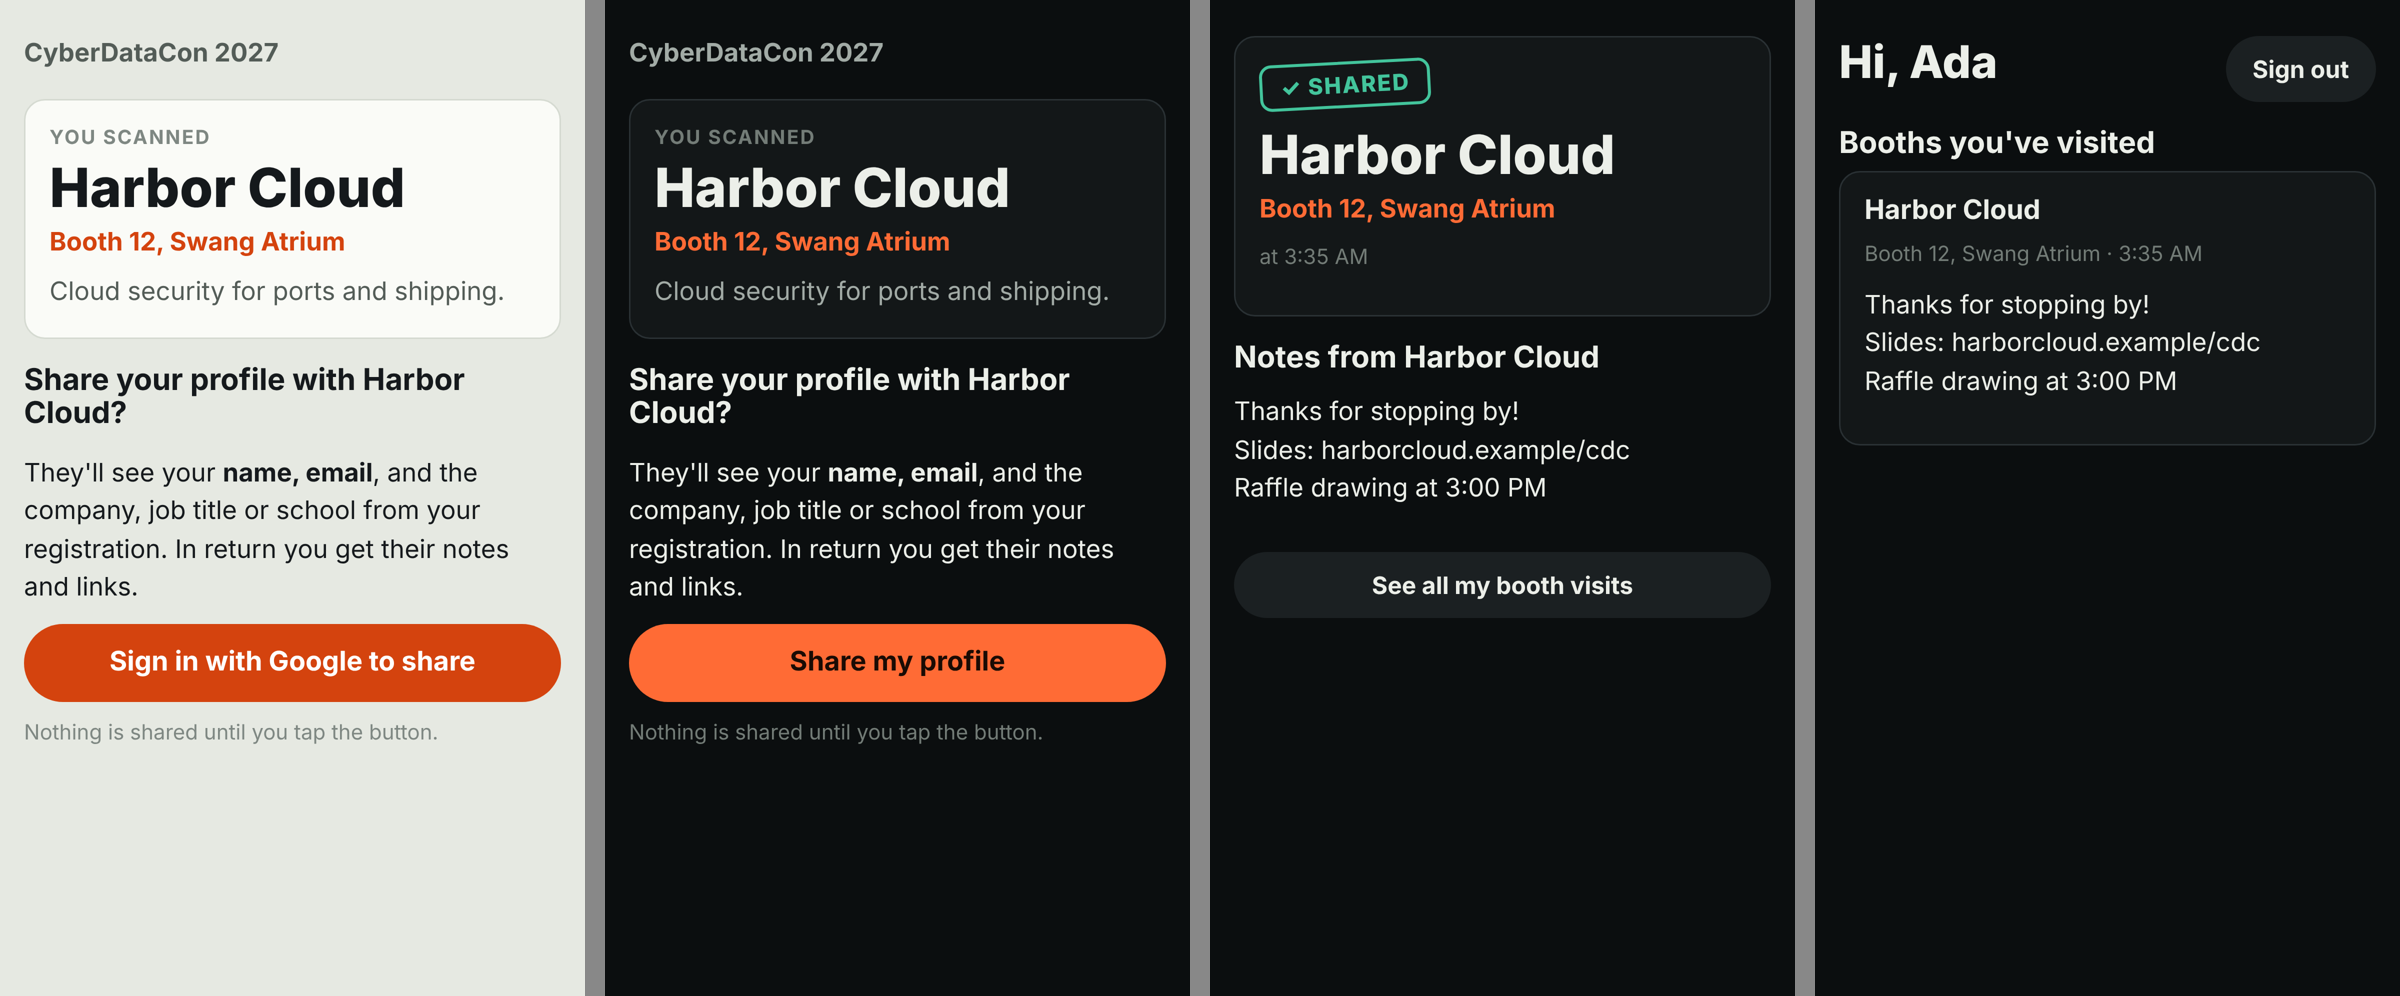 CyberDataCon 2027
YOU SCANNED
Harbor Cloud
Booth 12, Swang Atrium
Cloud security for ports and shipping.
Share your profile with Harbor
Cloud?
They'll see your name, email, and the
company, job title or school from your
registration. In return you get their notes
and links.
Sign in with Google to share
Nothing is shared until you tap the button.
CyberDataCon 2027
YOU SCANNED
Harbor Cloud
Booth 12, Swang Atrium
Cloud security for ports and shipping.
Share your profile with Harbor
Cloud?
They'll see your name, email, and the
company, job title or school from your
registration. In return you get their notes
and links.
Share my profile
Nothing is shared until you tap the button.
✓ SHARED
Harbor Cloud
Booth 12, Swang Atrium
at 3:35 AM
Notes from Harbor Cloud
Thanks for stopping by!
Slides: harborcloud.example/cdc
Raffle drawing at 3:00 PM
See all my booth visits
Hi, Ada
Sign out
Booths you've visited
Harbor Cloud
Booth 12, Swang Atrium · 3:35 AM
Thanks for stopping by!
Slides: harborcloud.example/cdc
Raffle drawing at 3:00 PM